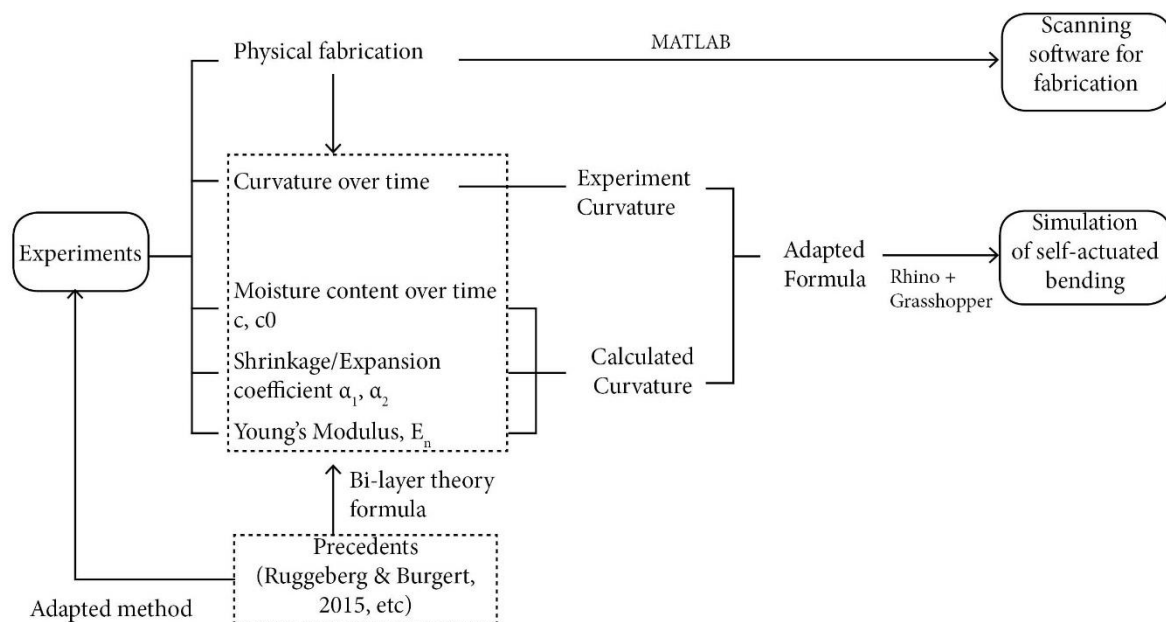 Physical fabrication
MATLAB
Scanning
software for
fabrication
Curvature over time
Experiment
Curvature
Experiments
Adapted
Formula
Rhino +
Grasshopper
Simulation
of self-actuated
bending
Moisture content over time
c, c0
Shrinkage/Expansion
coefficient α₁, α₂
Calculated
Curvature
Young's Modulus, Eₙ
Bi-layer theory
formula
Precedents
(Ruggeberg & Burgert,
2015, etc)
Adapted method